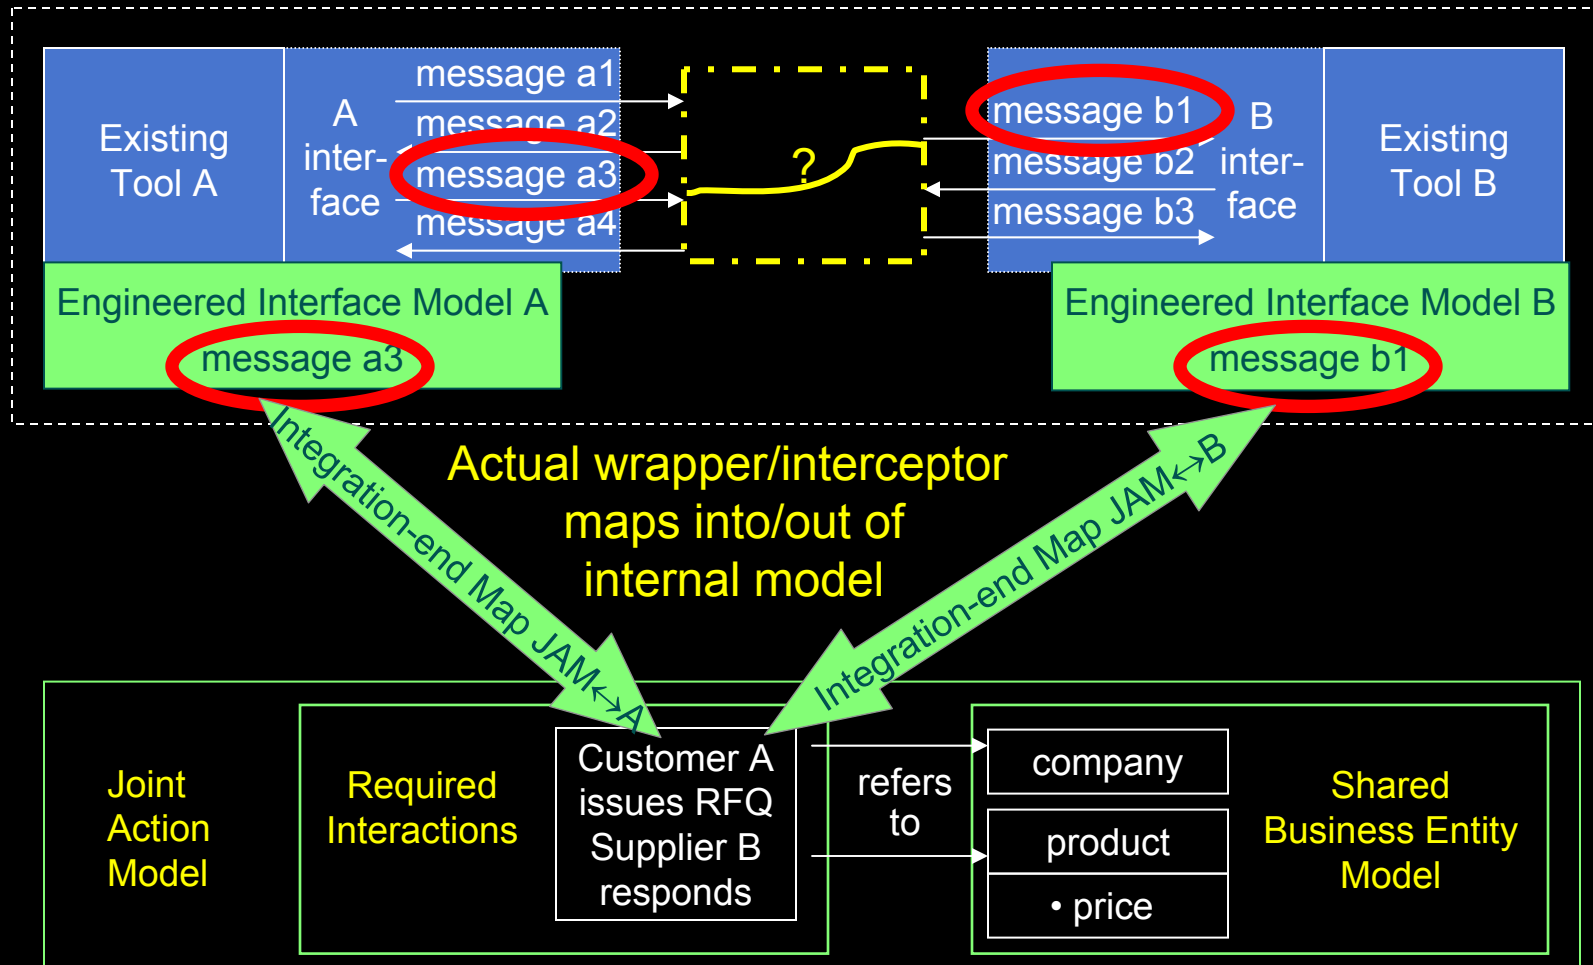 Existing
Tool A
A
inter-
face
message a1
message a2
message a3
message a4
?
message b1
message b2
message b3
B
inter-
face
Existing
Tool B
Engineered Interface Model A
message a3
Engineered Interface Model B
message b1
Integration-end Map JAM↔A
Actual wrapper/interceptor
maps into/out of
internal model
Integration-end Map JAM↔B
Joint
Action
Model
Required
Interactions
Customer A
issues RFQ
Supplier B
responds
refers
to
company
product
• price
Shared
Business Entity
Model